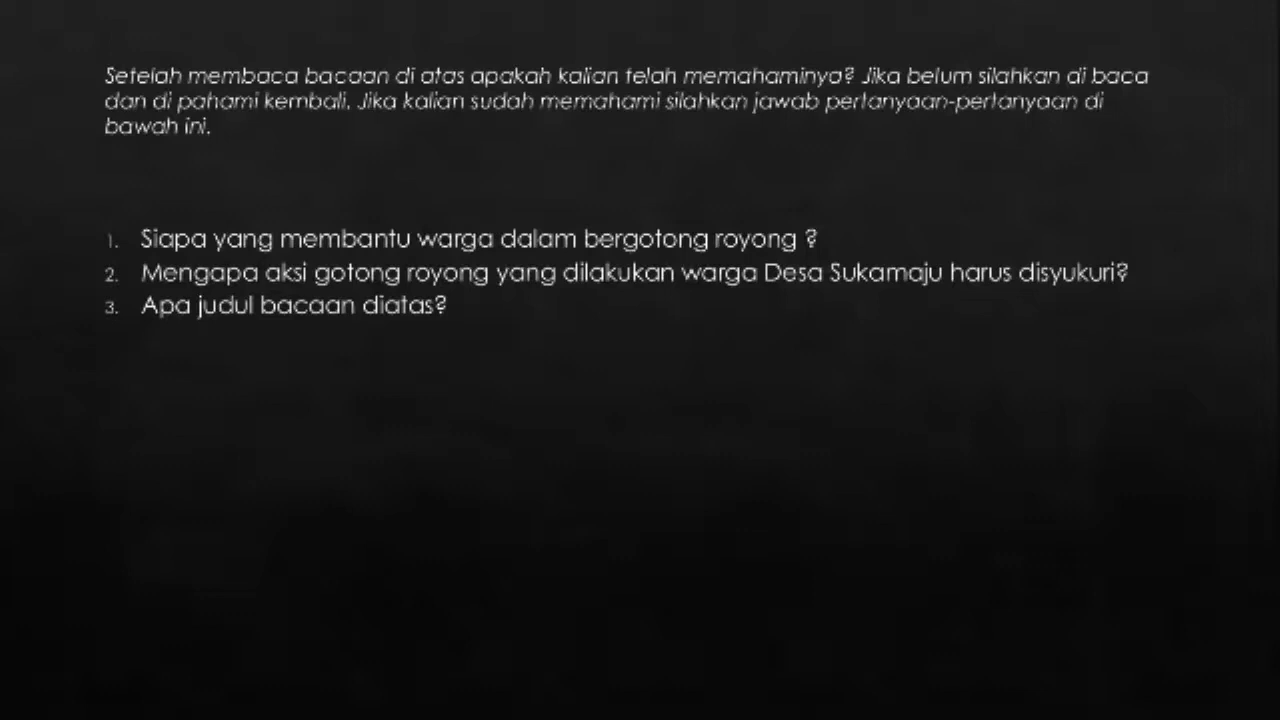 Setelah membaca bacaan di atas apakah kalian telah memahaminya? Jika belum silahkan di baca
dan di pahami kembali. Jika kalian sudah memahami silahkan jawab pertanyaan-pertanyaan di
bawah ini.
1. Siapa yang membantu warga dalam bergotong royong ?
2. Mengapa aksi gotong royong yang dilakukan warga Desa Sukamaju harus disyukuri?
3. Apa judul bacaan diatas?